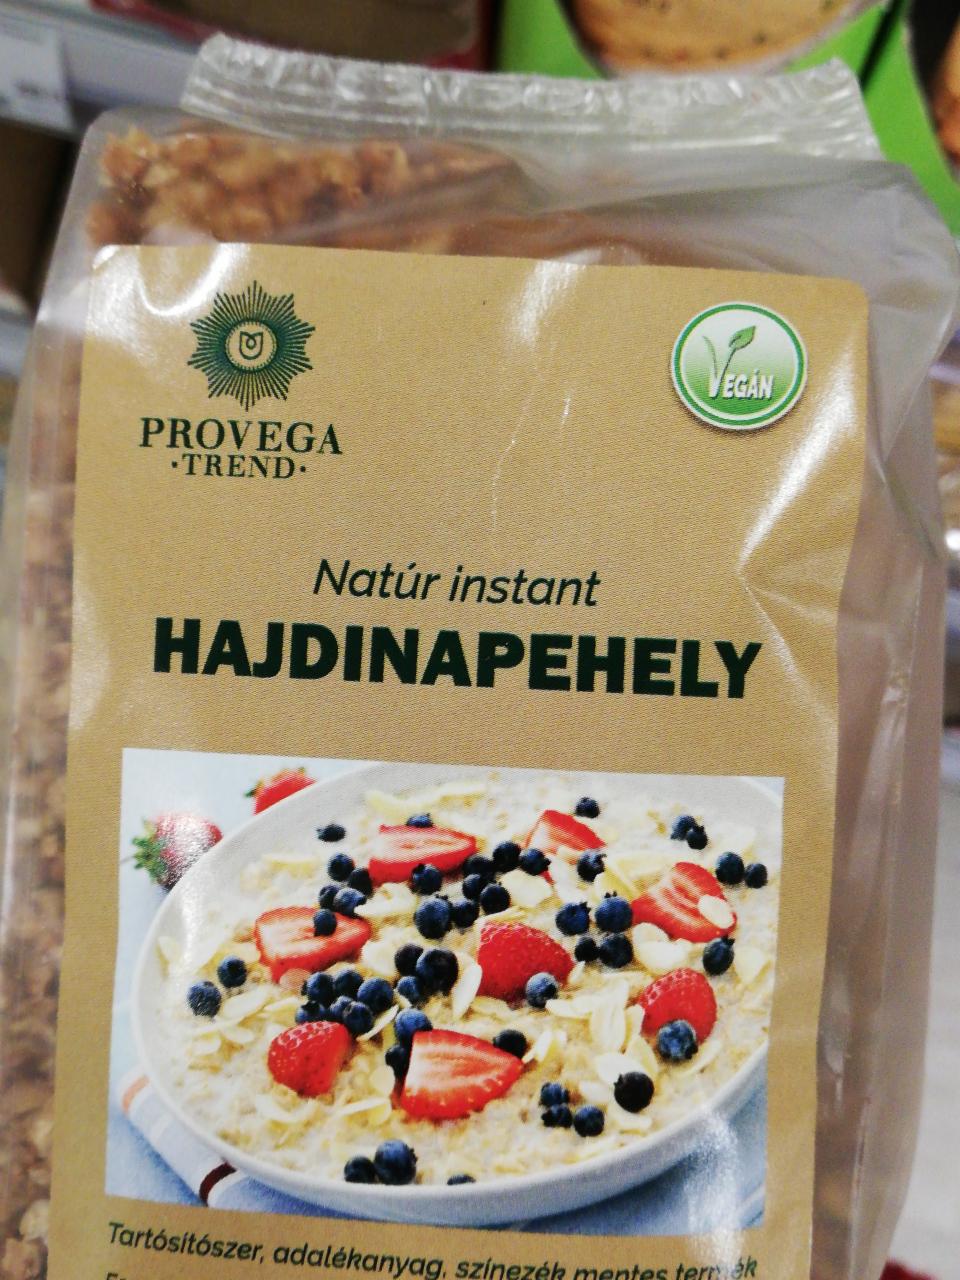 PROVEGA
·TREND·
VEGÁN
Natúr instant
HAJDINAPEHELY
Tartósítószer, adalékanyag, színezék mentes termék